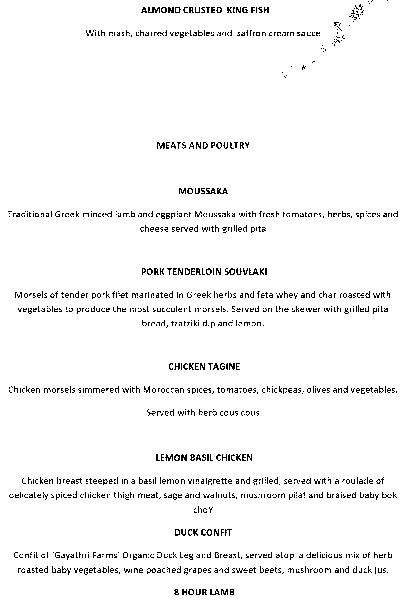 ALMOND CRUSTED KING FISH
With mash, charred vegetables and saffron cream sauce
MEATS AND POULTRY
MOUSSAKA
Traditional Greek minced lamb and eggplant Moussaka with fresh tomatoes, herbs, spices and
cheese served with grilled pita
PORK TENDERLOIN SOUVLAKI
Morsels of tender pork fillet marinated in Greek herbs and feta whey and char roasted with
vegetables to produce the most succulent morsels. Served on the skewer with grilled pita
bread, tzatziki dip and lemon.
CHICKEN TAGINE
Chicken morsels simmered with Moroccan spices, tomatoes, chickpeas, olives and vegetables.
Served with herb cous cous
LEMON BASIL CHICKEN
Chicken breast steeped in a basil lemon vinaigrette and grilled, served with a roulade of
delicately spiced chicken thigh meat, sage and walnuts, mushroom pilaf and braised baby bok
choy
DUCK CONFIT
Confit of 'Gayathri Farms' Organic Duck Leg and Breast, served atop a delicious mix of herb
roasted baby vegetables, wine poached grapes and sweet beets, mushroom and duck jus.
8 HOUR LAMB